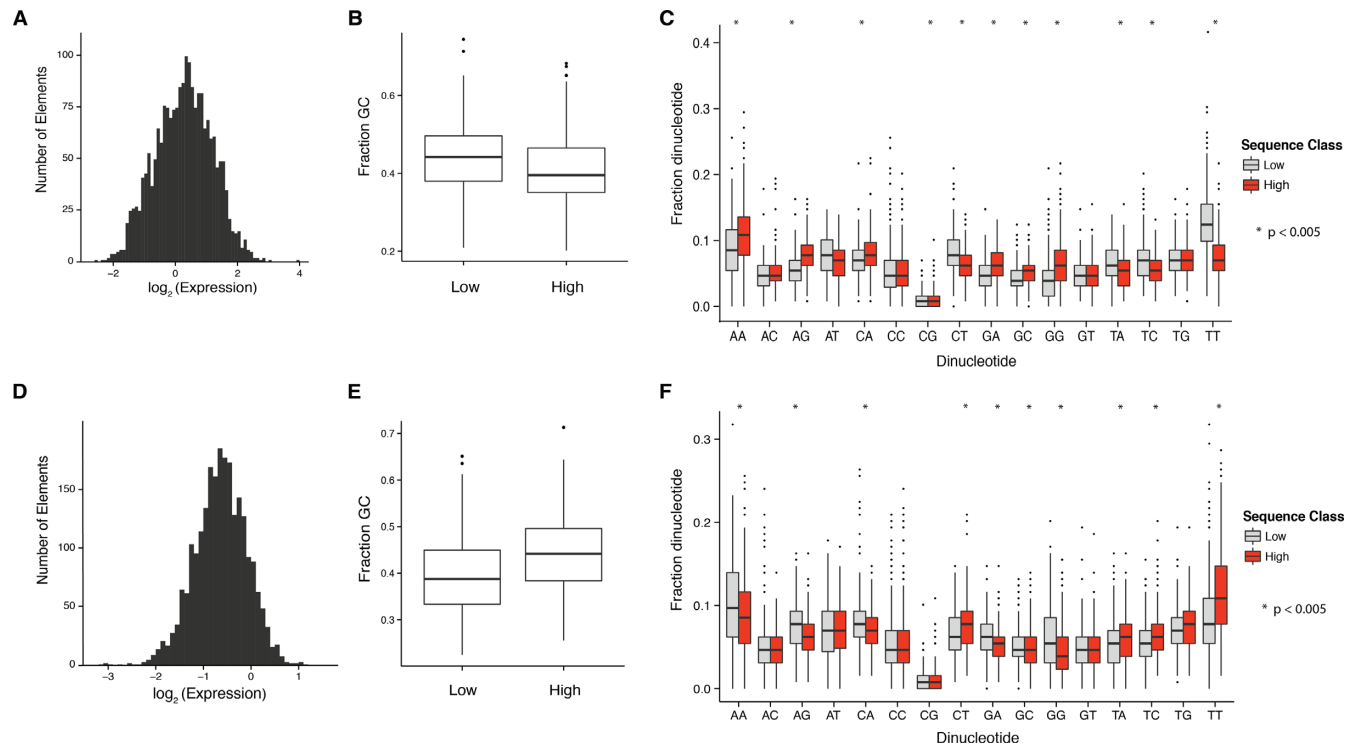 A
Number of Elements
100
75
50
25
0
−2
0
2
4
log2 (Expression)
B
Fraction GC
0.6
0.4
0.2
Low
High
C
* * * * * * * * * * *
Fraction dinucleotide
0.4
0.3
0.2
0.1
0.0
AA AC AG AT CA CC CG CT GA GC GG GT TA TC TG TT
Dinucleotide
Sequence Class
Low
High
* p < 0.005
D
Number of Elements
150
100
50
0
−3
−2
−1
0
1
log2 (Expression)
E
Fraction GC
0.7
0.6
0.5
0.4
0.3
Low
High
F
* * * * * * * * * *
Fraction dinucleotide
0.3
0.2
0.1
0.0
AA AC AG AT CA CC CG CT GA GC GG GT TA TC TG TT
Dinucleotide
Sequence Class
Low
High
* p < 0.005